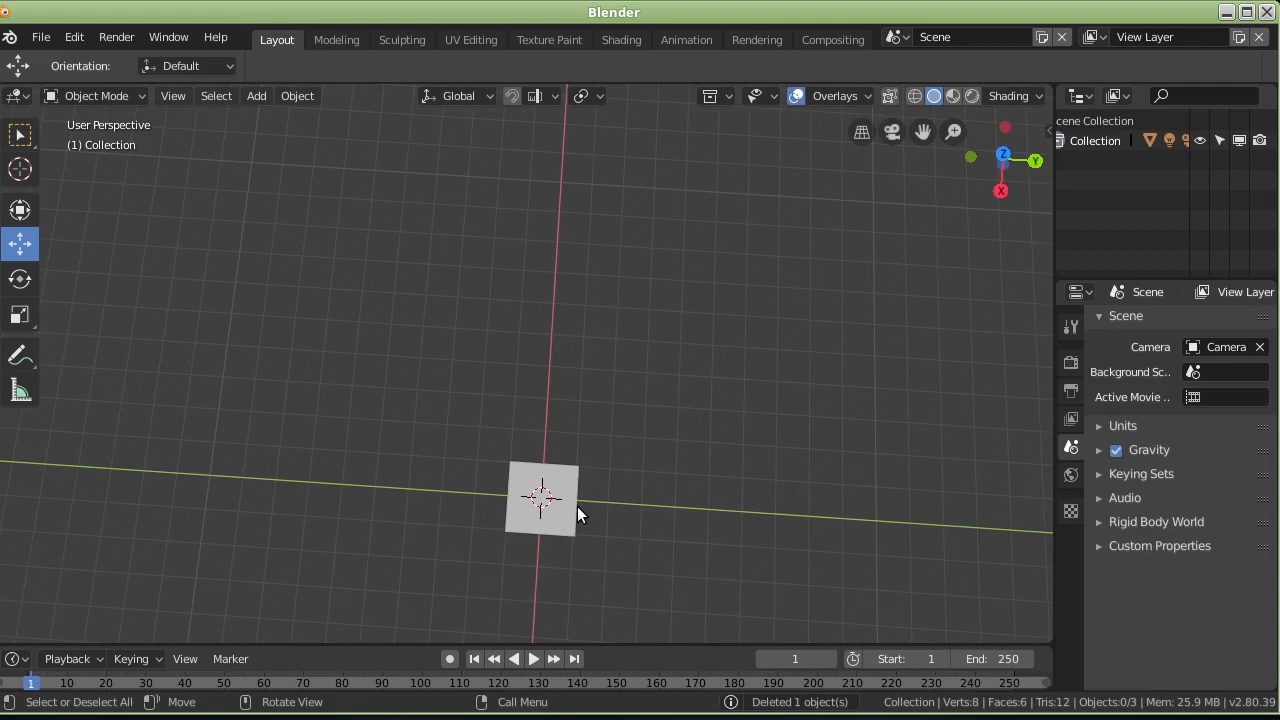 Blender
File Edit Render Window Help Layout Modeling Sculpting UV Editing Texture Paint Shading Animation Rendering Compositing Scene View Layer
Orientation: Default
Object Mode View Select Add Object Global Overlays Shading
User Perspective
(1) Collection
Z Y
X
cene Collection
Collection
Scene View Layer
Scene
Camera Camera
Background Sc..
Active Movie ..
Units
Gravity
Keying Sets
Audio
Rigid Body World
Custom Properties
Playback Keying View Marker 1 Start: 1 End: 250
1 10 20 30 40 50 60 70 80 90 100 110 120 130 140 150 160 170 180 190 200 210 220 230 240 250
Select or Deselect All Move Rotate View Call Menu Deleted 1 object(s) Collection | Verts:8 | Faces:6 | Tris:12 | Objects:0/3 | Mem: 25.9 MB | v2.80.39